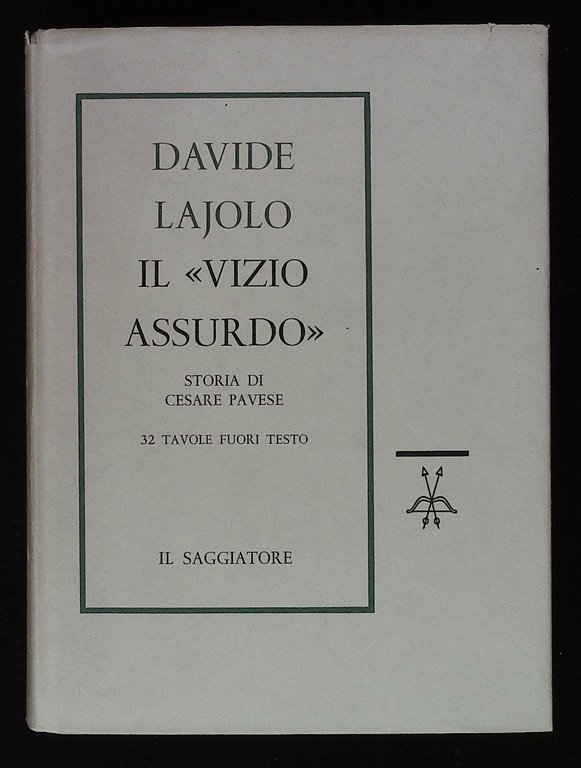 DAVIDE
LAJOLO
IL «VIZIO
ASSURDO»
STORIA DI
CESARE PAVESE
32 TAVOLE FUORI TESTO
IL SAGGIATORE